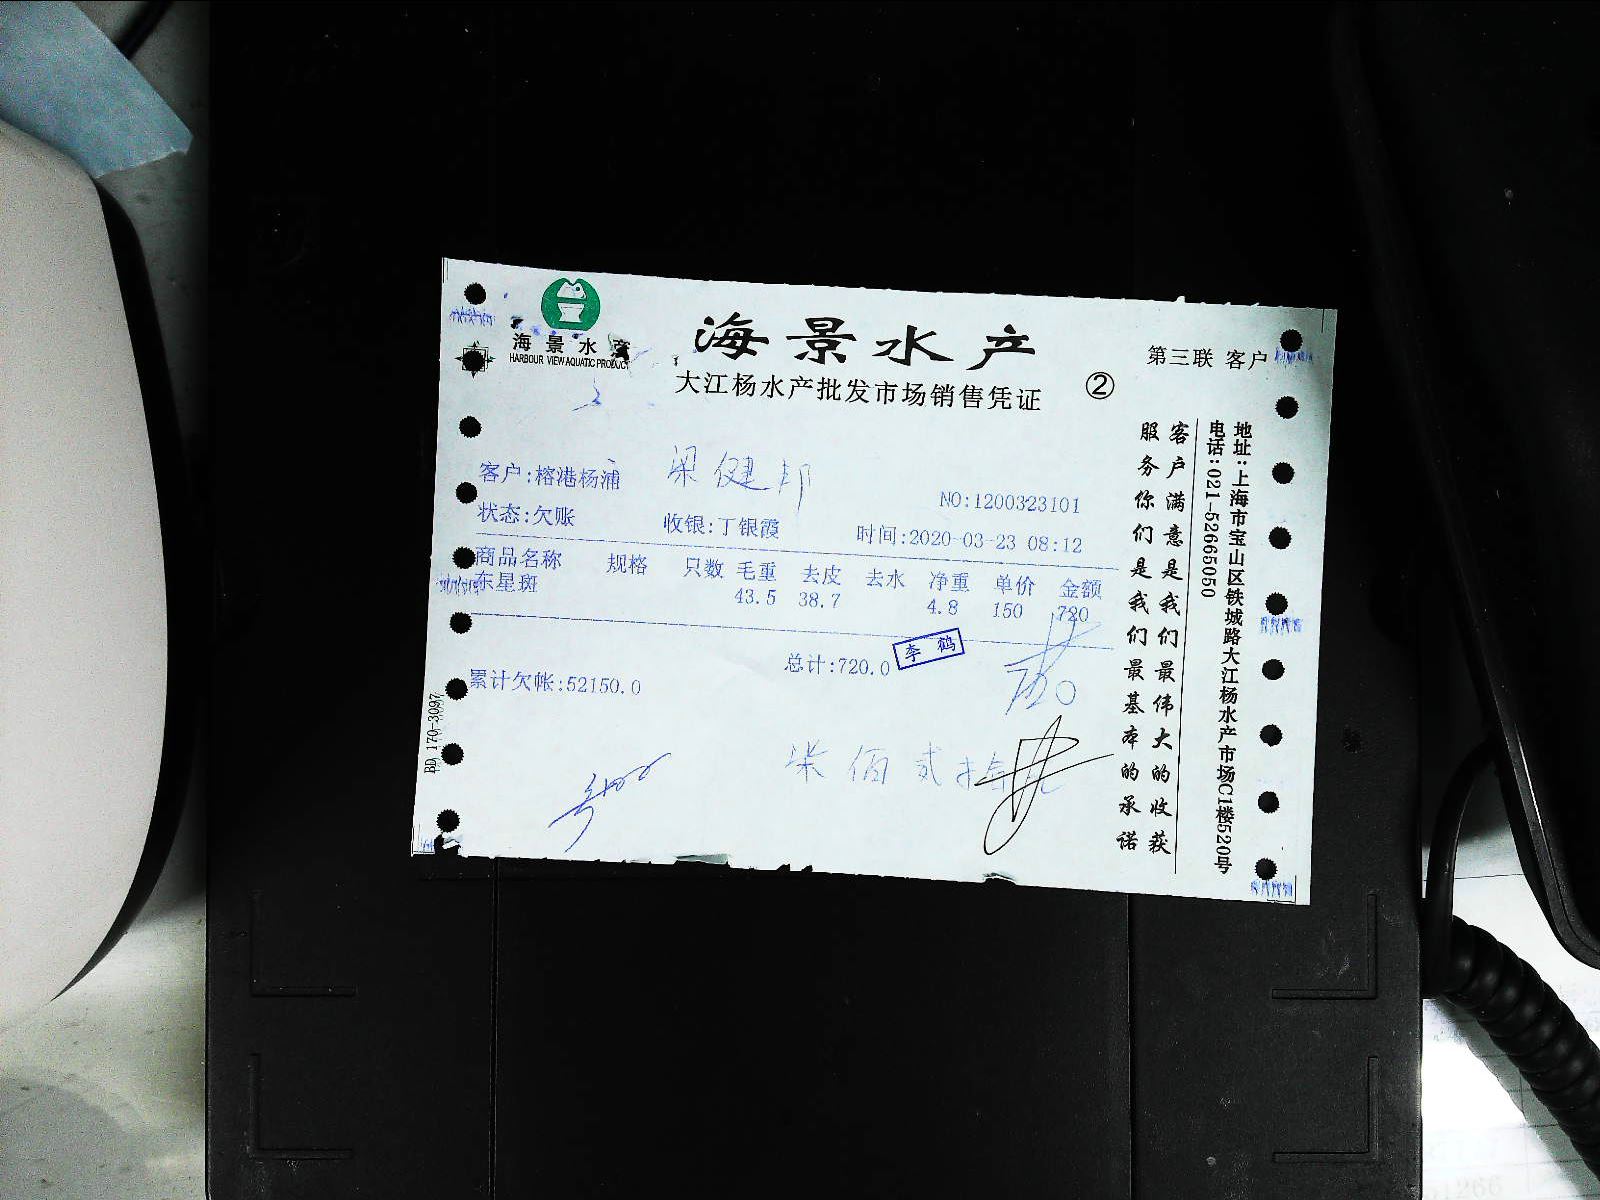 海景水产
HARBOUR VIEW AQUATIC PRODUCT
海景水产
大江杨水产批发市场销售凭证
②
第三联 客户
客户:榕港杨浦
梁健邦
NO:1200323101
状态:欠账
收银:丁银霞
时间:2020-03-23 08:12
商品名称 规格 只数 毛重 去皮 去水 净重 单价 金额
东星斑 43.5 38.7 4.8 150 720
总计:720.0
李鹤
720
累计欠帐:52150.0
柒佰贰拾元
BD 170-3097
客户满意是我们最伟大的收获
服务你们是我们最基本的承诺
地址:上海市宝山区铁城路大江杨水产市场C1楼520号
电话:021-52665050